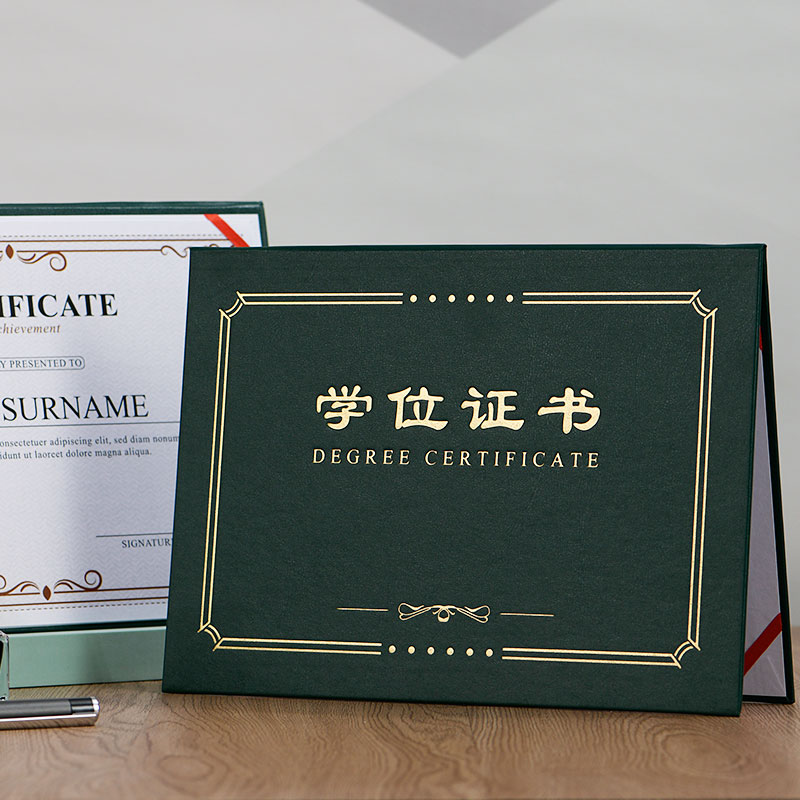 IFICATE
chievement
Y PRESENTED TO
SURNAME
onsectetuer adipiscing elit, sed diam nonum
idunt ut laoreet dolore magna aliqua.
SIGNATUR
学位证书
DEGREE CERTIFICATE